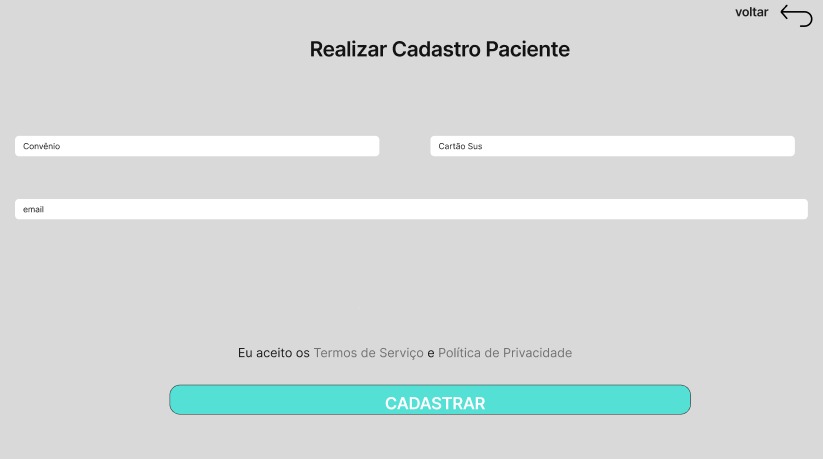 voltar
Realizar Cadastro Paciente
Convênio
Cartão Sus
email
Eu aceito os Termos de Serviço e Política de Privacidade
CADASTRAR